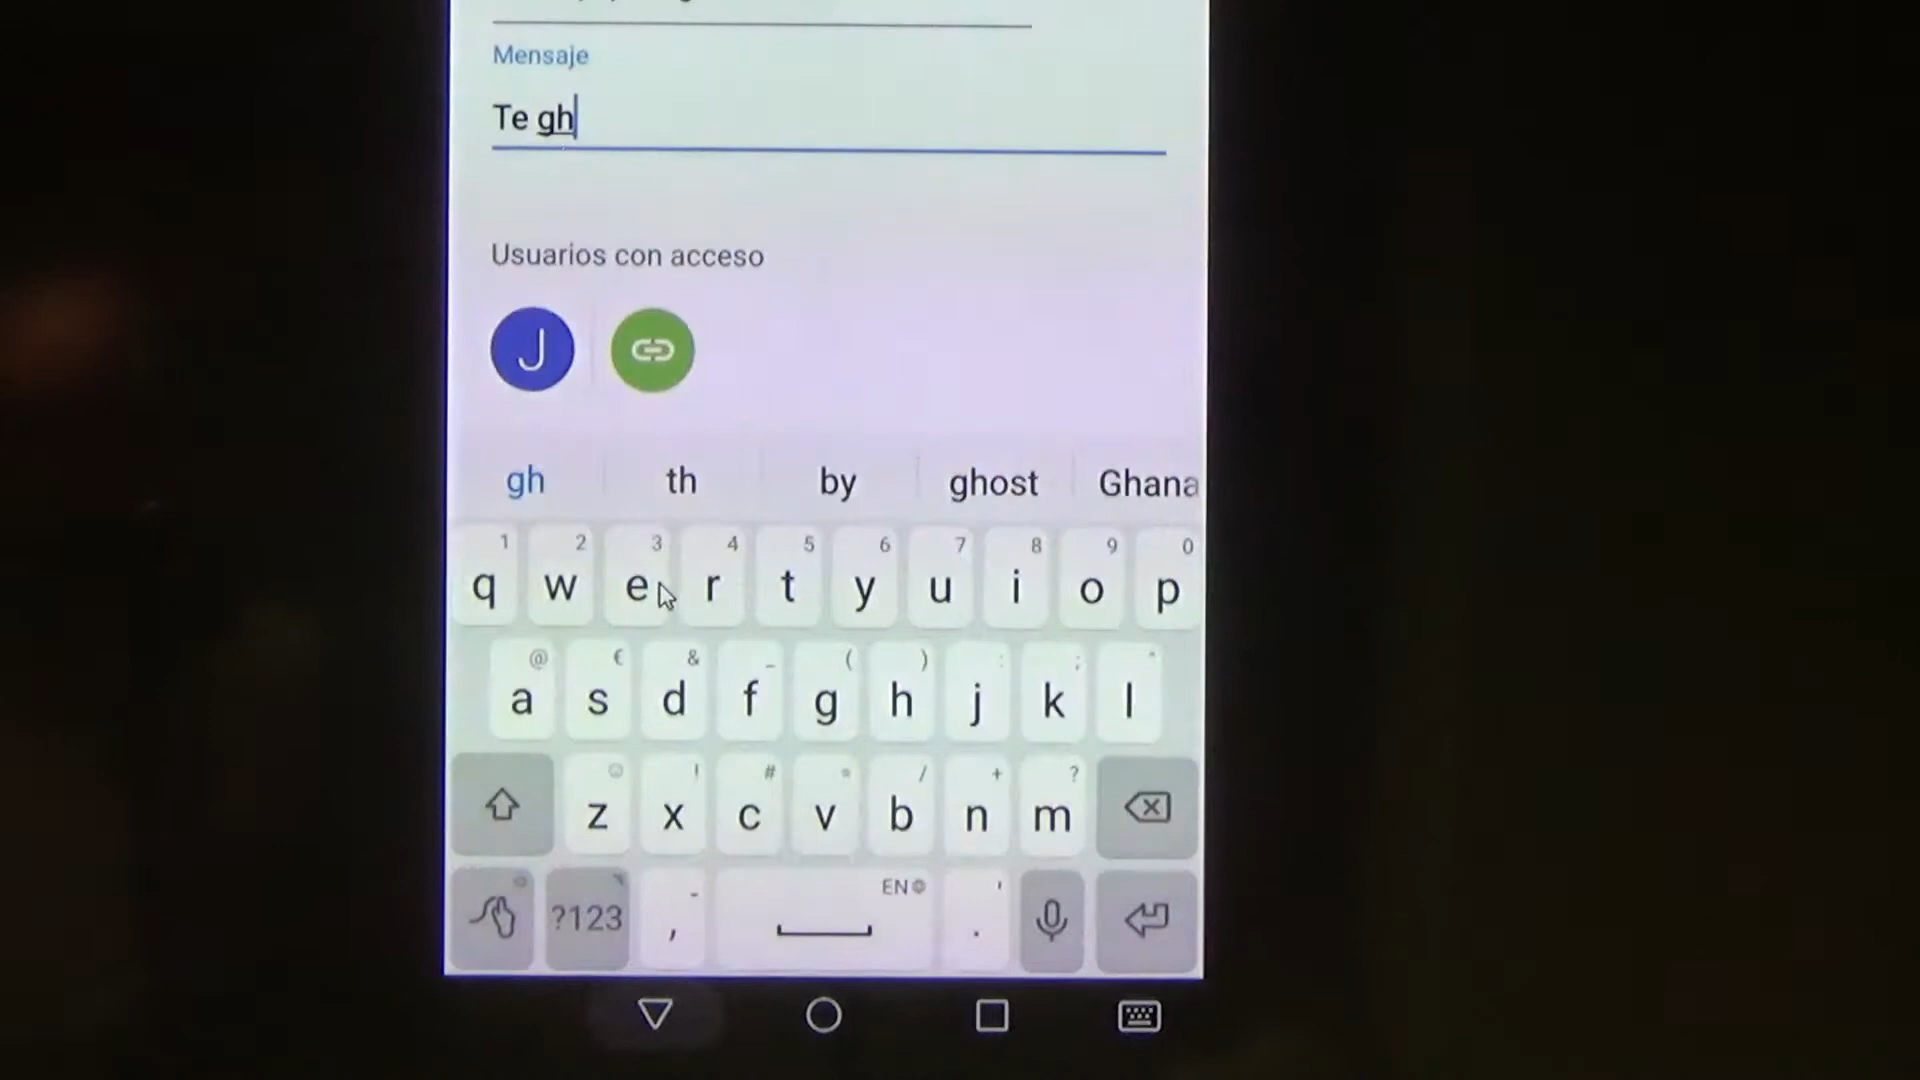 Mensaje
Te gh
Usuarios con acceso
J
gh th by ghost Ghana
1 2 3 4 5 6 7 8 9 0
q w e r t y u i o p
@ € & _ ( ) : ; "
a s d f g h j k l
! # * / + ?
z x c v b n m
EN
?123 , - . '